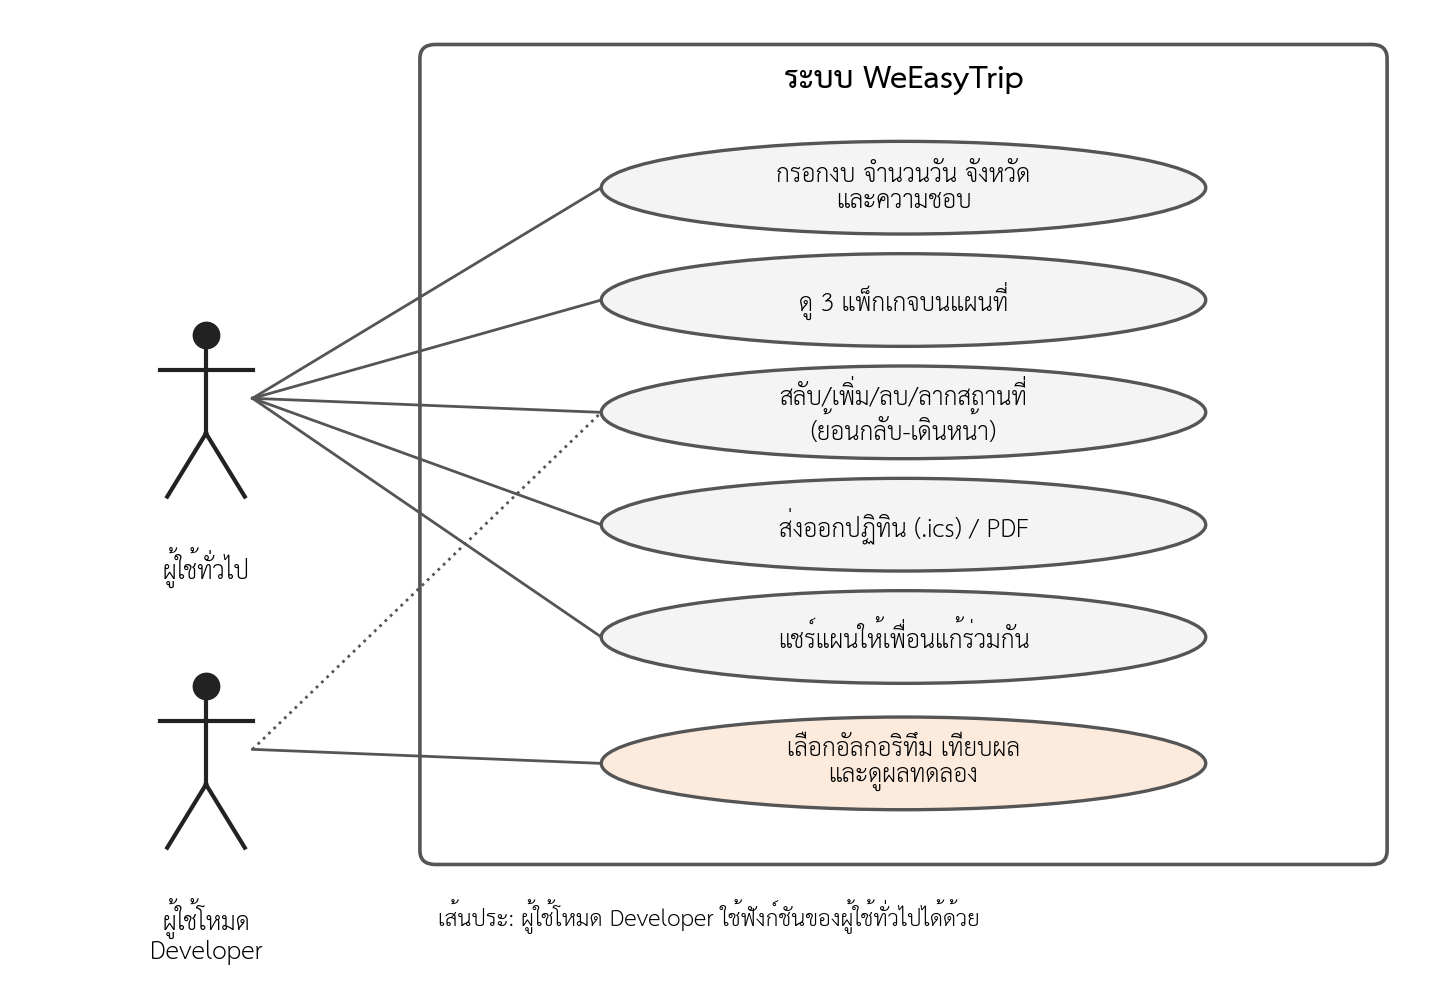 ระบบ WeEasyTrip
กรอกงบ จำนวนวัน จังหวัด
และความชอบ
ดู 3 แพ็กเกจบนแผนที่
สลับ/เพิ่ม/ลบ/ลากสถานที่
(ย้อนกลับ-เดินหน้า)
ส่งออกปฏิทิน (.ics) / PDF
แชร์แผนให้เพื่อนแก้ร่วมกัน
เลือกอัลกอริทึม เทียบผล
และดูผลทดลอง
ผู้ใช้ทั่วไป
ผู้ใช้โหมด
Developer
เส้นประ: ผู้ใช้โหมด Developer ใช้ฟังก์ชันของผู้ใช้ทั่วไปได้ด้วย